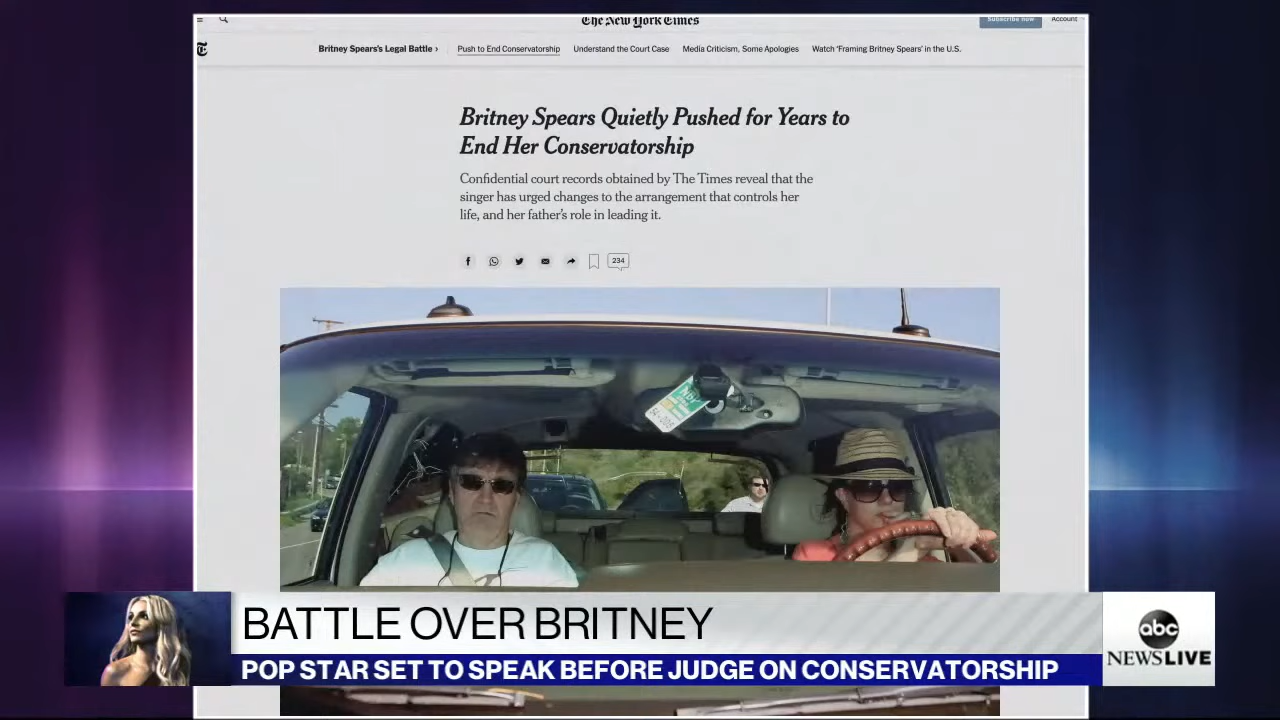 The New York Times
Subscribe now
Account
Britney Spears's Legal Battle ›
Push to End Conservatorship
Understand the Court Case
Media Criticism, Some Apologies
Watch 'Framing Britney Spears' in the U.S.
Britney Spears Quietly Pushed for Years to
End Her Conservatorship
Confidential court records obtained by The Times reveal that the
singer has urged changes to the arrangement that controls her
life, and her father's role in leading it.
234
BATTLE OVER BRITNEY
POP STAR SET TO SPEAK BEFORE JUDGE ON CONSERVATORSHIP
abc
NEWSLIVE